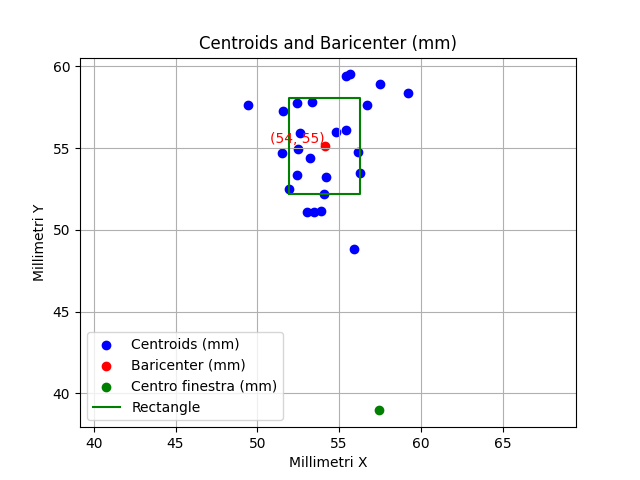 Centroids and Baricenter (mm)
60
55
50
45
40
Millimetri Y
(54, 55)
Centroids (mm)
Baricenter (mm)
Centro finestra (mm)
Rectangle
40 45 50 55 60 65
Millimetri X